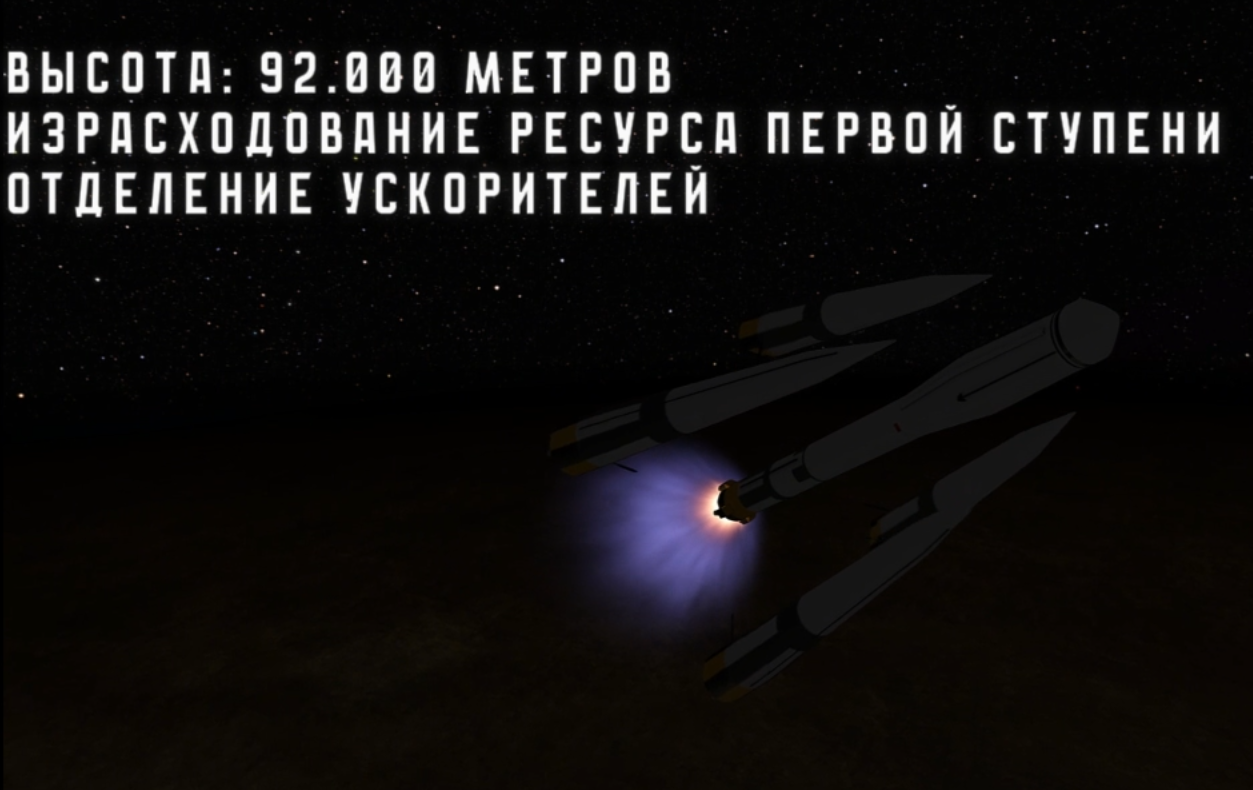 ВЫСОТА: 92.000 МЕТРОВ
ИЗРАСХОДОВАНИЕ РЕСУРСА ПЕРВОЙ СТУПЕНИ
ОТДЕЛЕНИЕ УСКОРИТЕЛЕЙ